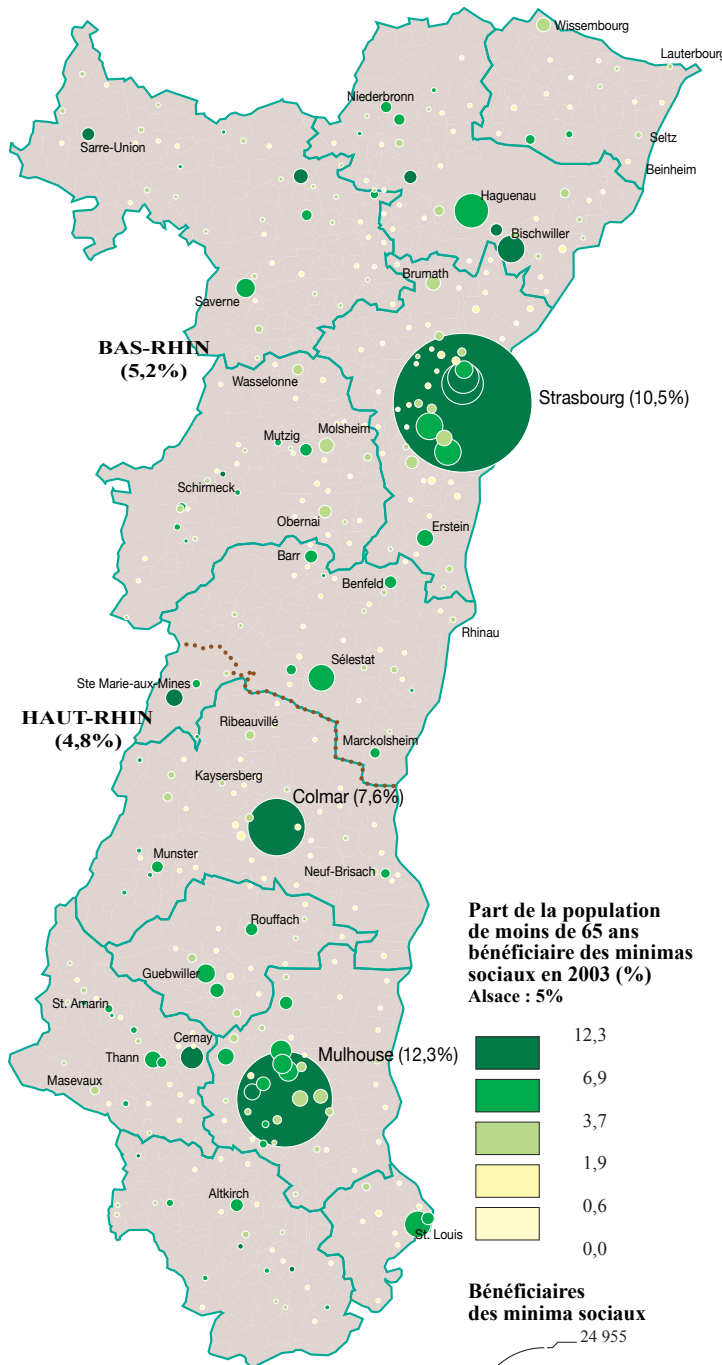 Wissembourg
Lauterbourg
Niederbronn
Sarre-Union
Seltz
Beinheim
Haguenau
Bischwiller
Brumath
Saverne
BAS-RHIN
(5,2%)
Wasselonne
Strasbourg (10,5%)
Molsheim
Mutzig
Schirmeck
Obernai
Erstein
Barr
Benfeld
Rhinau
Sélestat
Ste Marie-aux-Mines
HAUT-RHIN
(4,8%)
Ribeauvillé
Marckolsheim
Kaysersberg
Colmar (7,6%)
Munster
Neuf-Brisach
Rouffach
Guebwiller
St. Amarin
Cernay
Thann
Mulhouse (12,3%)
Masevaux
Altkirch
St. Louis
Part de la population
de moins de 65 ans
bénéficiaire des minimas
sociaux en 2003 (%)
Alsace : 5%
12,3
6,9
3,7
1,9
0,6
0,0
Bénéficiaires
des minima sociaux
24 955